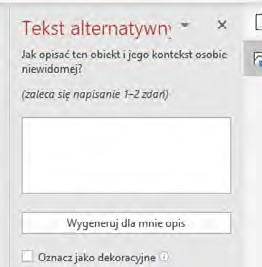 Tekst alternatywny
Jak opisać ten obiekt i jego kontekst osobie
niewidomej?
(zaleca się napisanie 1–2 zdań)
Wygeneruj dla mnie opis
Oznacz jako dekoracyjne